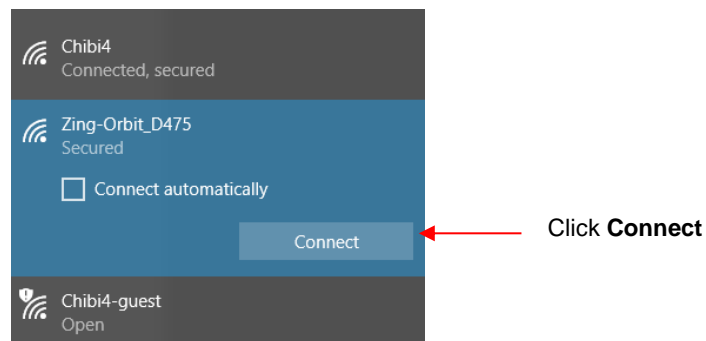 Chibi4
Connected, secured
Zing-Orbit_D475
Secured
Connect automatically
Connect
Click Connect
Chibi4-guest
Open